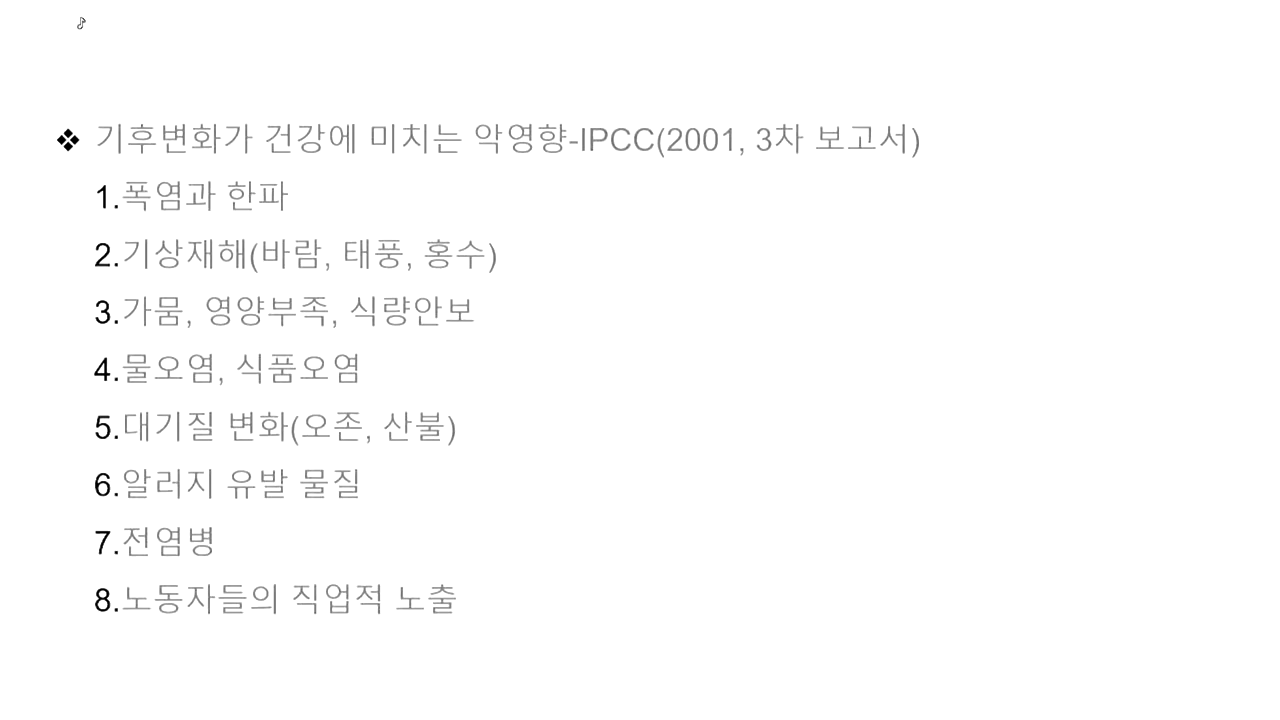 ♪
❖ 기후변화가 건강에 미치는 악영향-IPCC(2001, 3차 보고서)
1.폭염과 한파
2.기상재해(바람, 태풍, 홍수)
3.가뭄, 영양부족, 식량안보
4.물오염, 식품오염
5.대기질 변화(오존, 산불)
6.알러지 유발 물질
7.전염병
8.노동자들의 직업적 노출